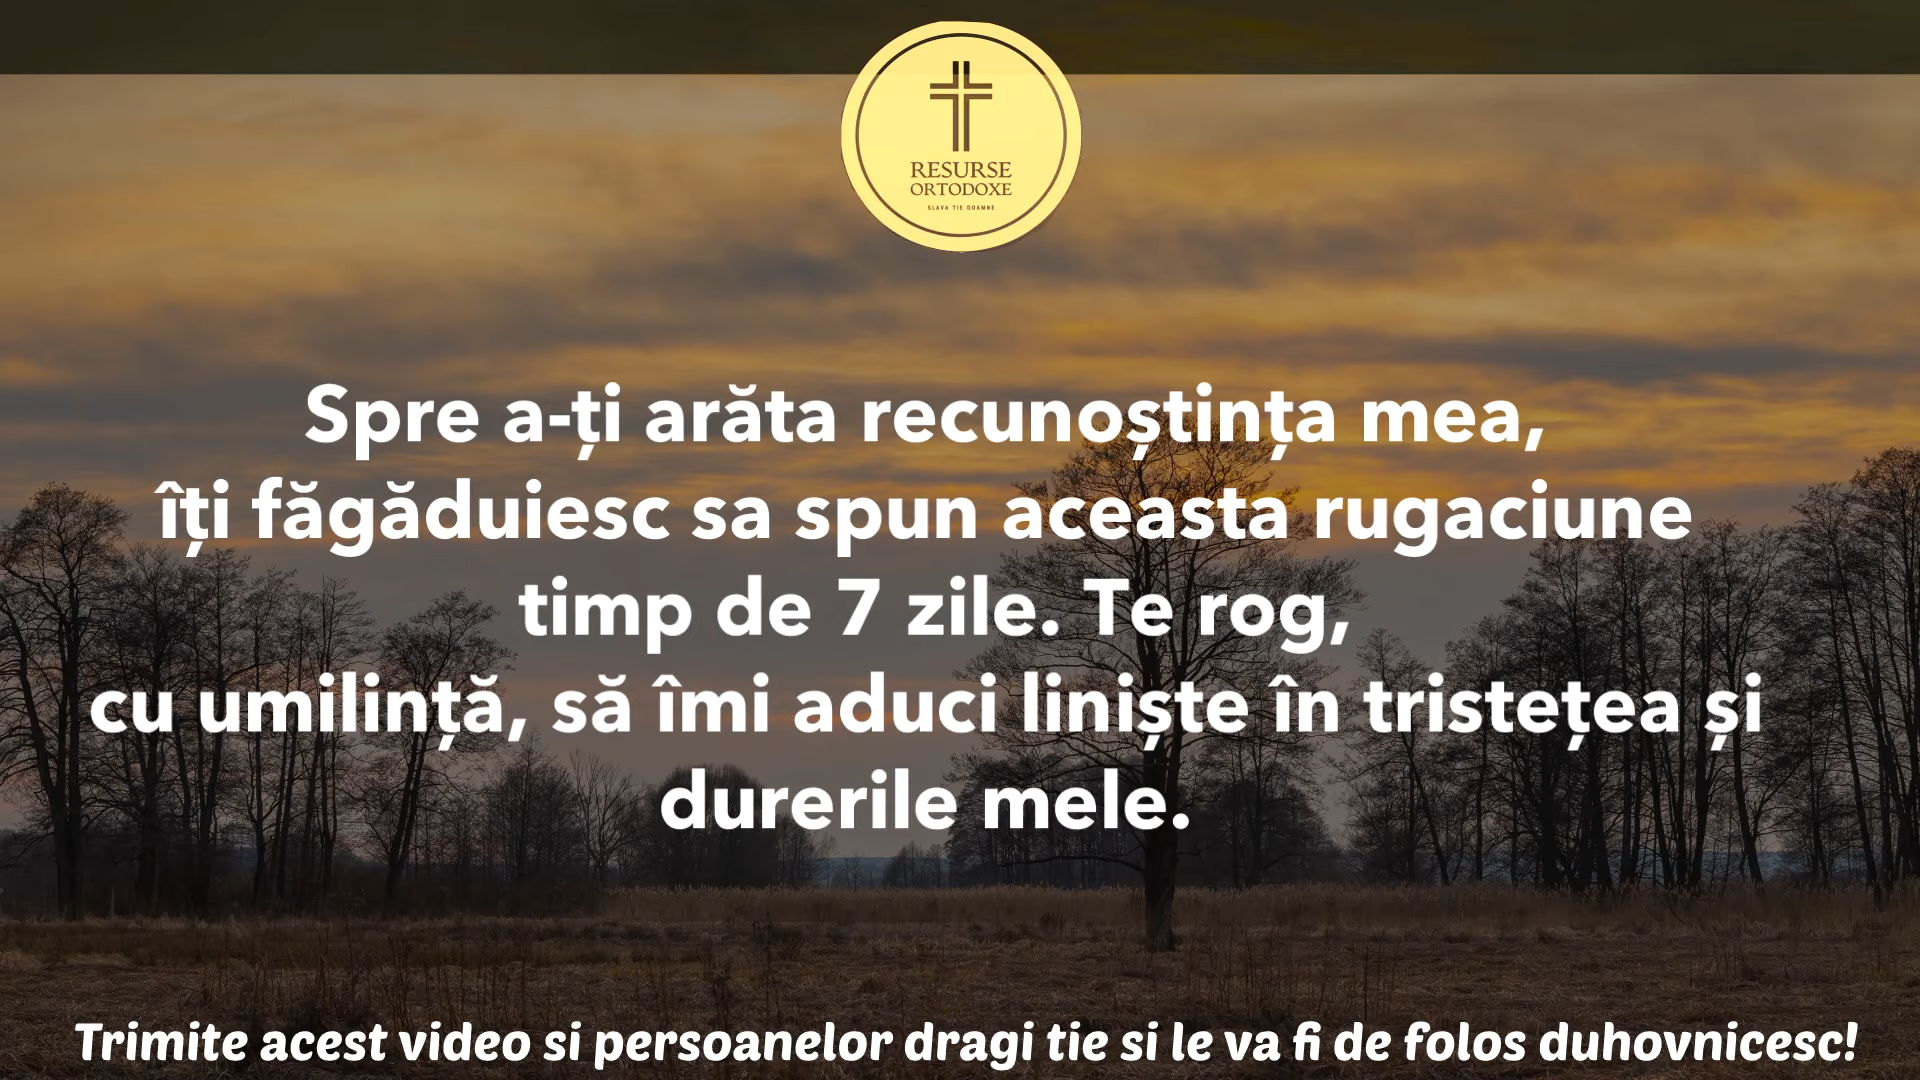 RESURSE
ORTODOXE
SLAVA TIE DOAMNE
Spre a-ți arăta recunoștința mea,
îți făgăduiesc sa spun aceasta rugaciune
timp de 7 zile. Te rog,
cu umilință, să îmi aduci liniște în tristețea și
durerile mele.
Trimite acest video si persoanelor dragi tie si le va fi de folos duhovnicesc!